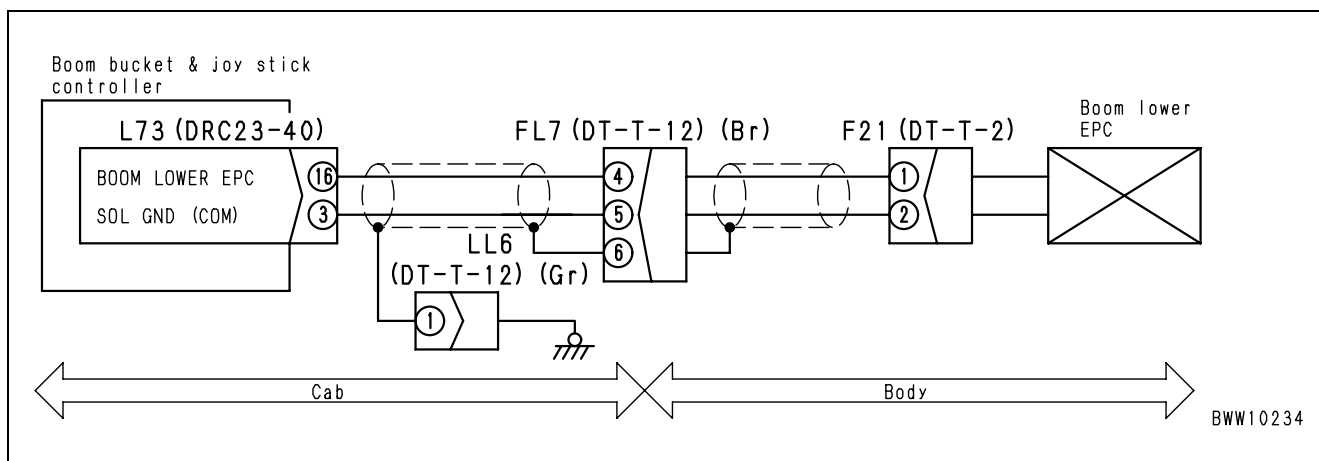 Boom bucket & joy stick
controller
L73 (DRC23-40)
FL7 (DT-T-12) (Br)
F21 (DT-T-2)
Boom lower
EPC
BOOM LOWER EPC
16
4
1
SOL GND (COM)
3
5
2
LL6
6
(DT-T-12) (Gr)
1
Cab
Body
BWW10234